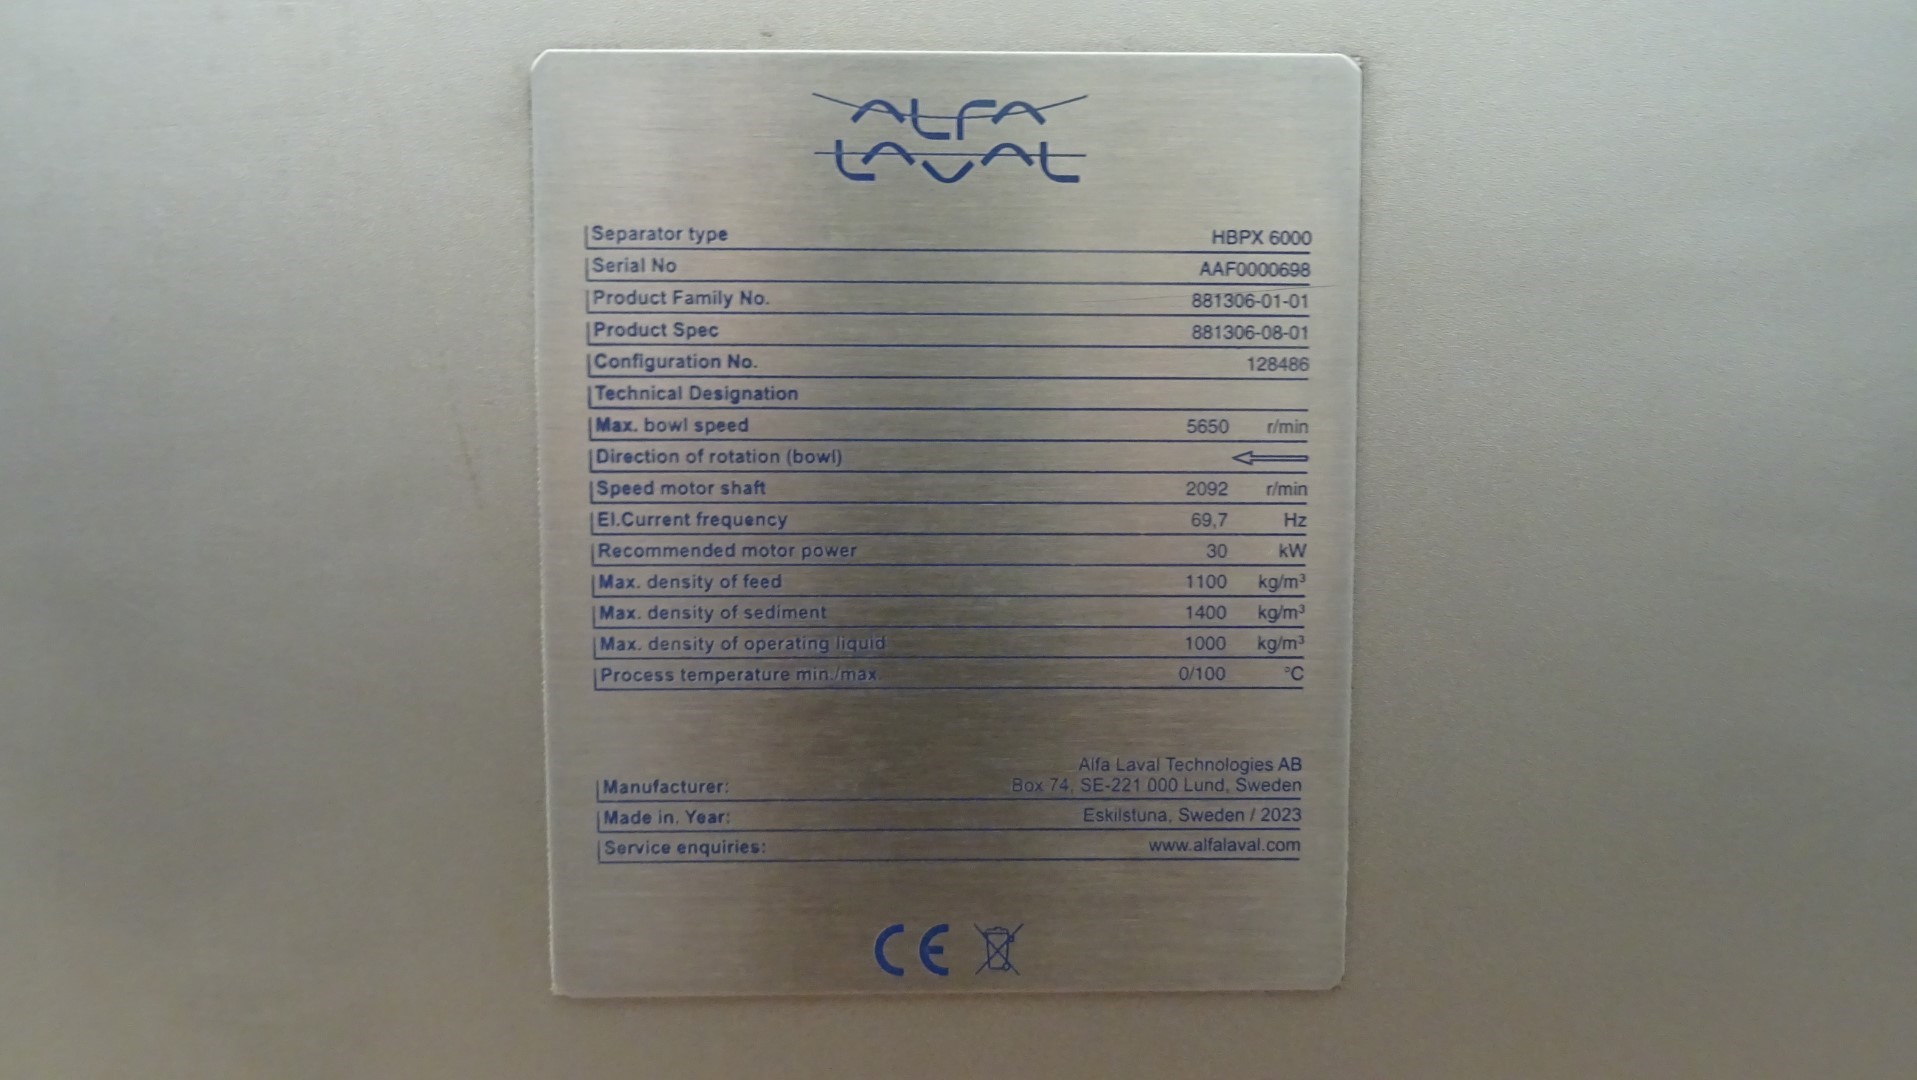 ALFA
LAVAL
Separator type HBPX 6000
Serial No AAF0000698
Product Family No. 881306-01-01
Product Spec 881306-08-01
Configuration No. 128486
Technical Designation
Max. bowl speed 5650 r/min
Direction of rotation (bowl)
Speed motor shaft 2092 r/min
El.Current frequency 69,7 Hz
Recommended motor power 30 kW
Max. density of feed 1100 kg/m³
Max. density of sediment 1400 kg/m³
Max. density of operating liquid 1000 kg/m³
Process temperature min./max. 0/100 °C
Alfa Laval Technologies AB
Manufacturer: Box 74, SE-221 000 Lund, Sweden
Made in. Year: Eskilstuna, Sweden / 2023
Service enquiries: www.alfalaval.com
CE